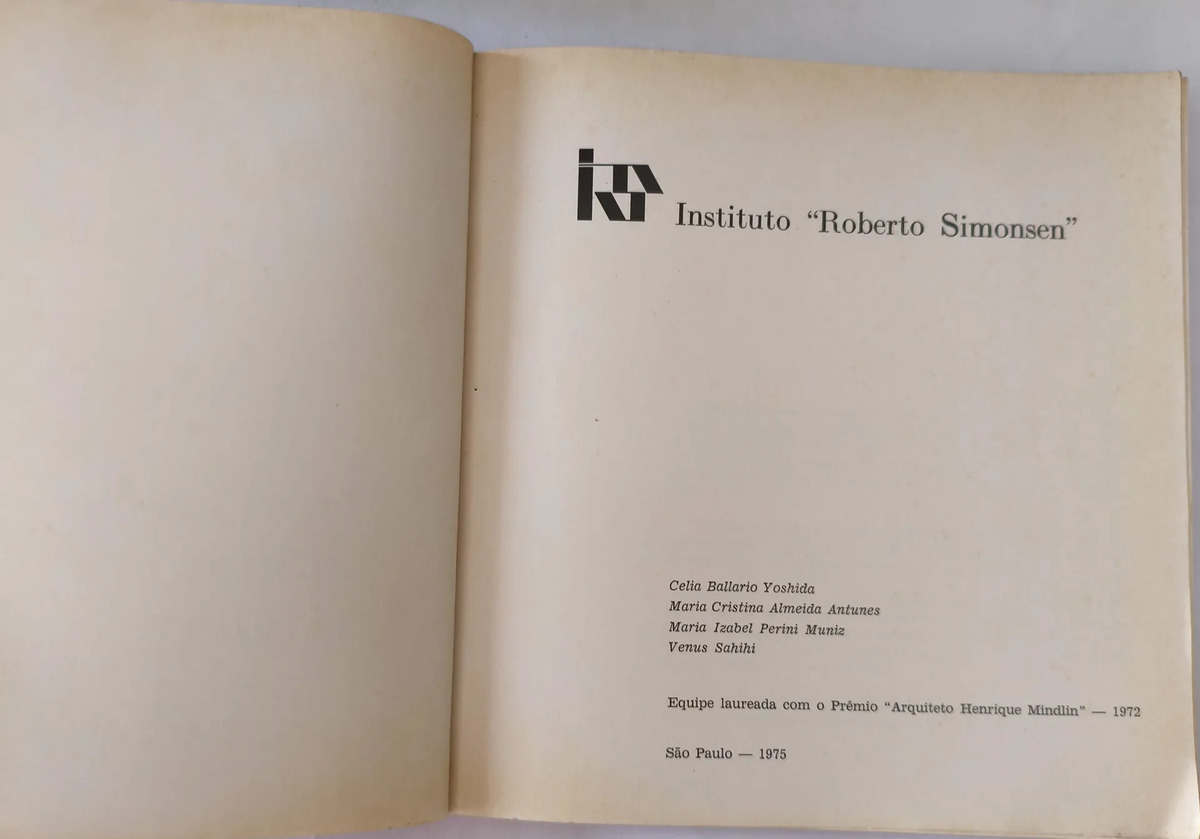 irs Instituto “Roberto Simonsen”
Celia Ballario Yoshida
Maria Cristina Almeida Antunes
Maria Izabel Perini Muniz
Venus Sahihi
Equipe laureada com o Prêmio “Arquiteto Henrique Mindlin” — 1972
São Paulo — 1975